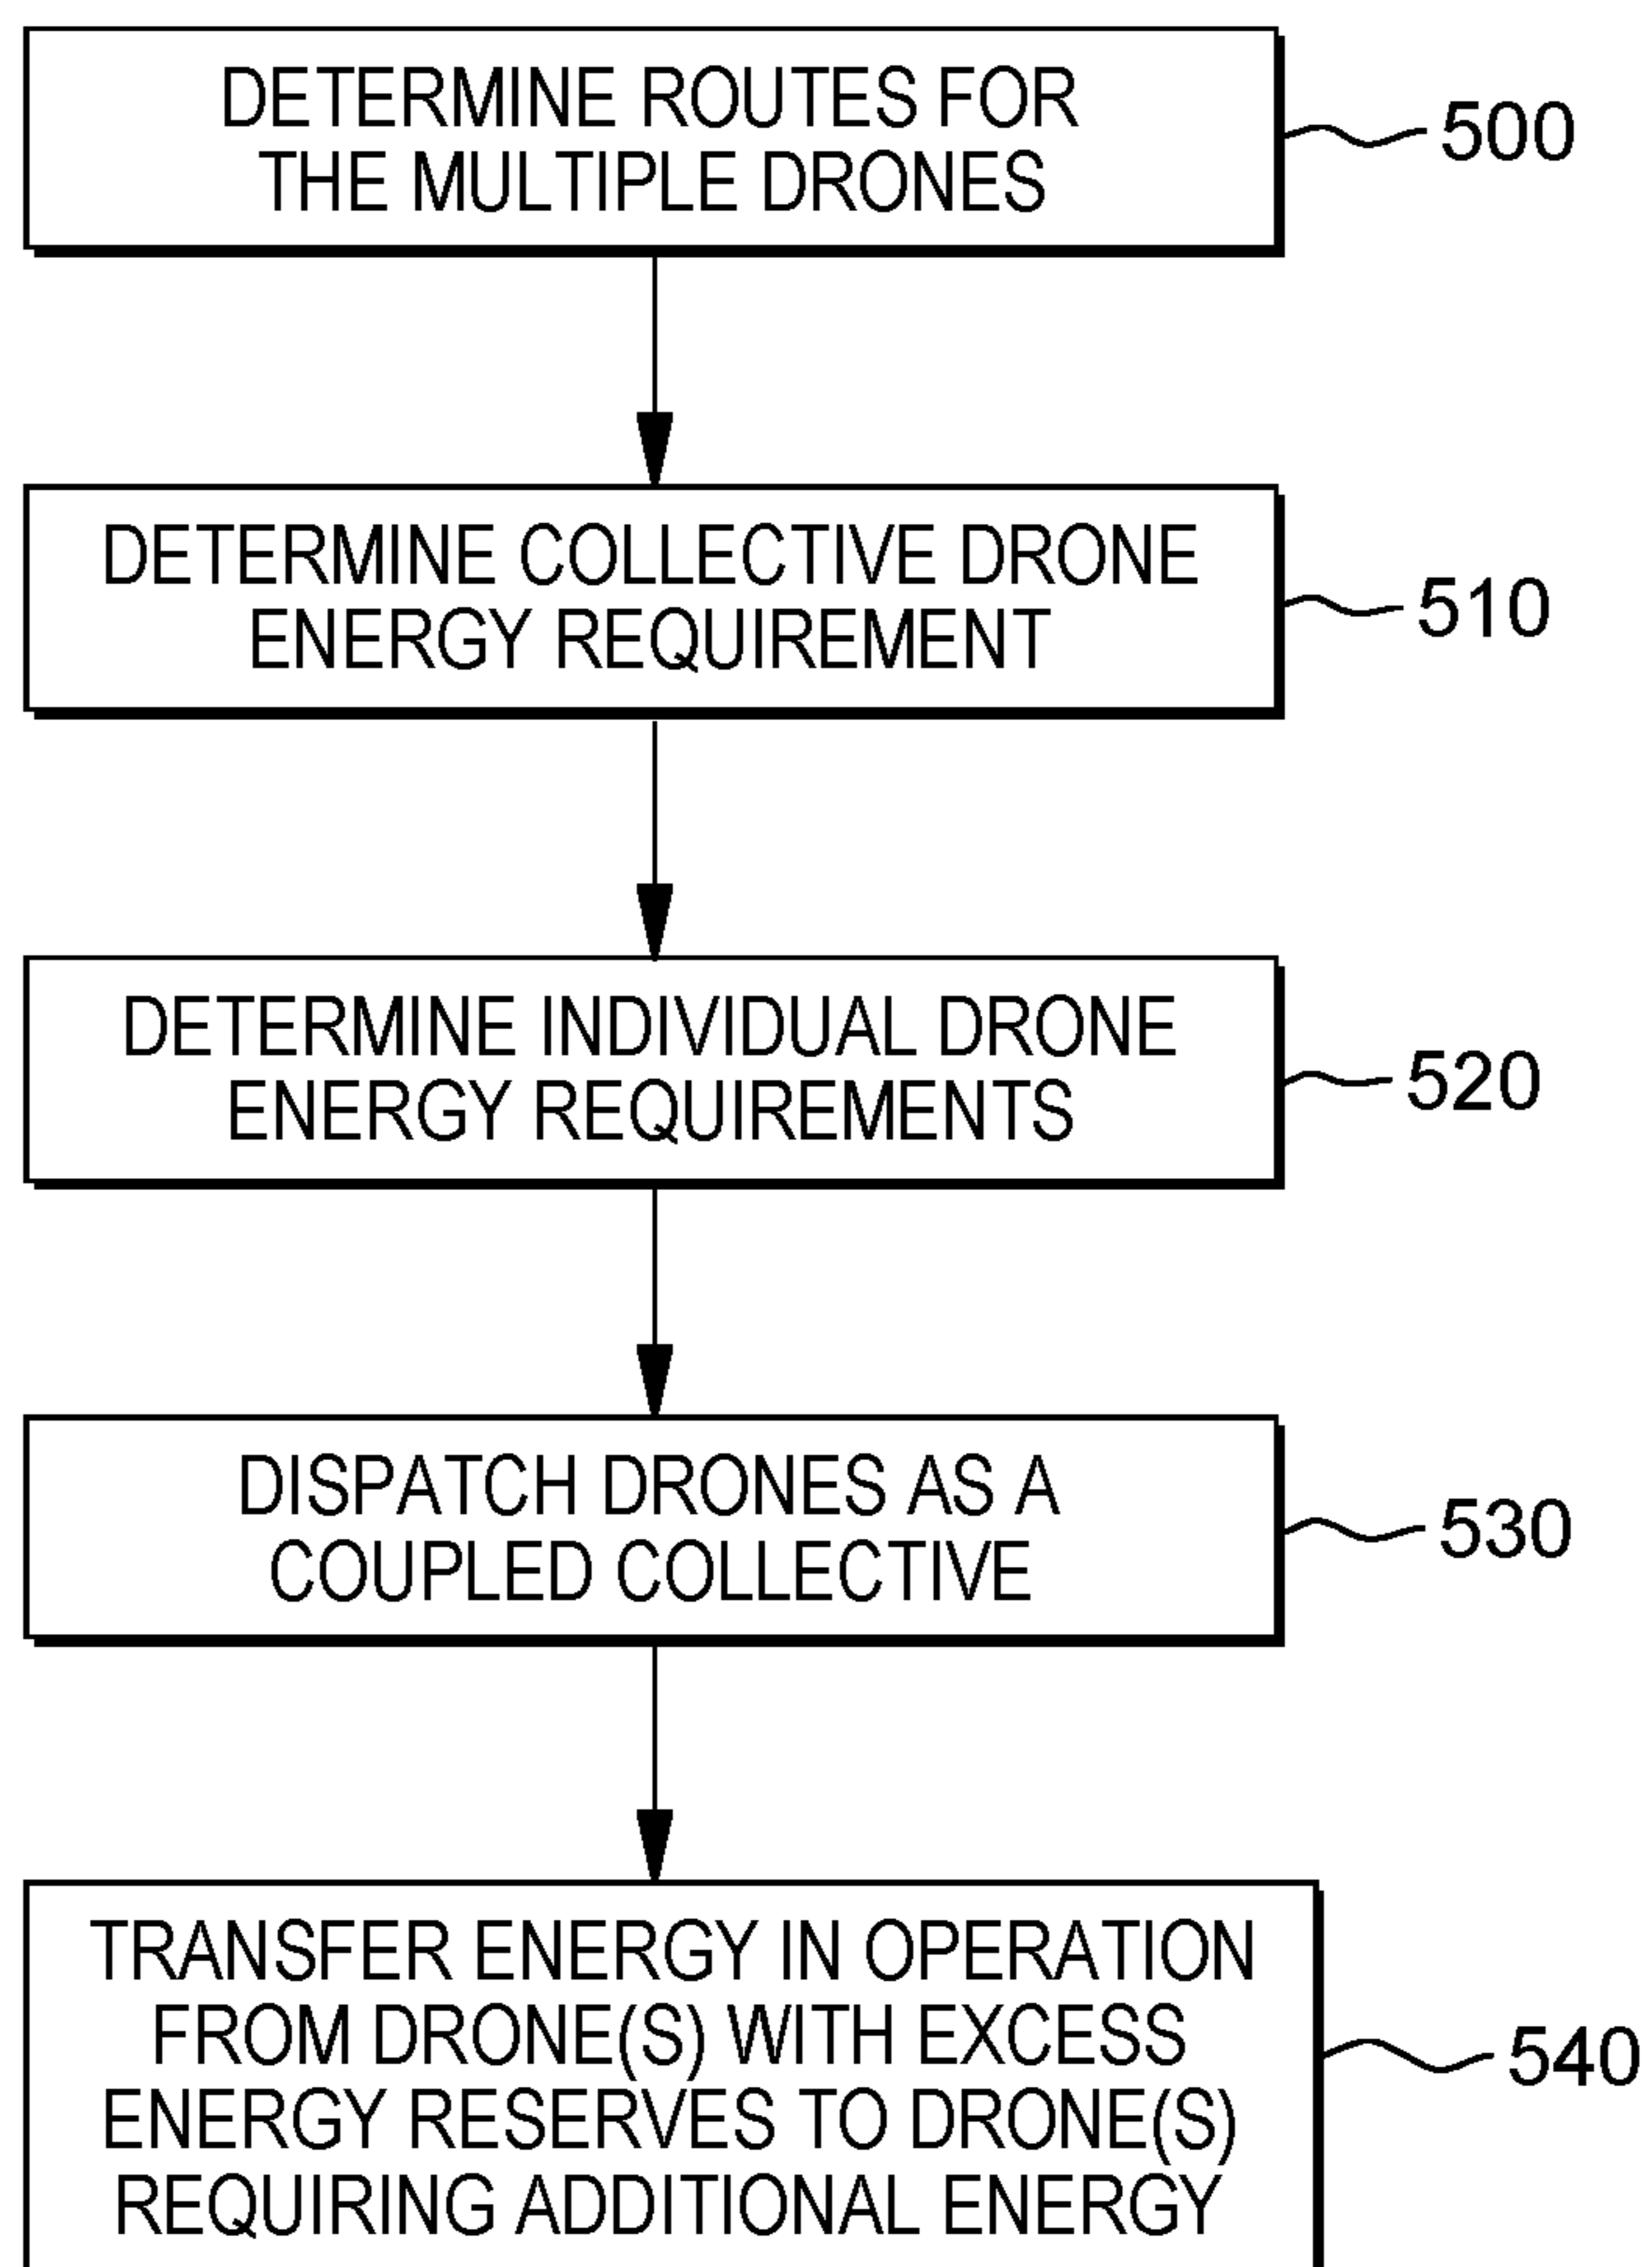 DETERMINE ROUTES FOR
THE MULTIPLE DRONES
500
DETERMINE COLLECTIVE DRONE
ENERGY REQUIREMENT
510
DETERMINE INDIVIDUAL DRONE
ENERGY REQUIREMENTS
520
DISPATCH DRONES AS A
COUPLED COLLECTIVE
530
TRANSFER ENERGY IN OPERATION
FROM DRONE(S) WITH EXCESS
ENERGY RESERVES TO DRONE(S)
REQUIRING ADDITIONAL ENERGY
540